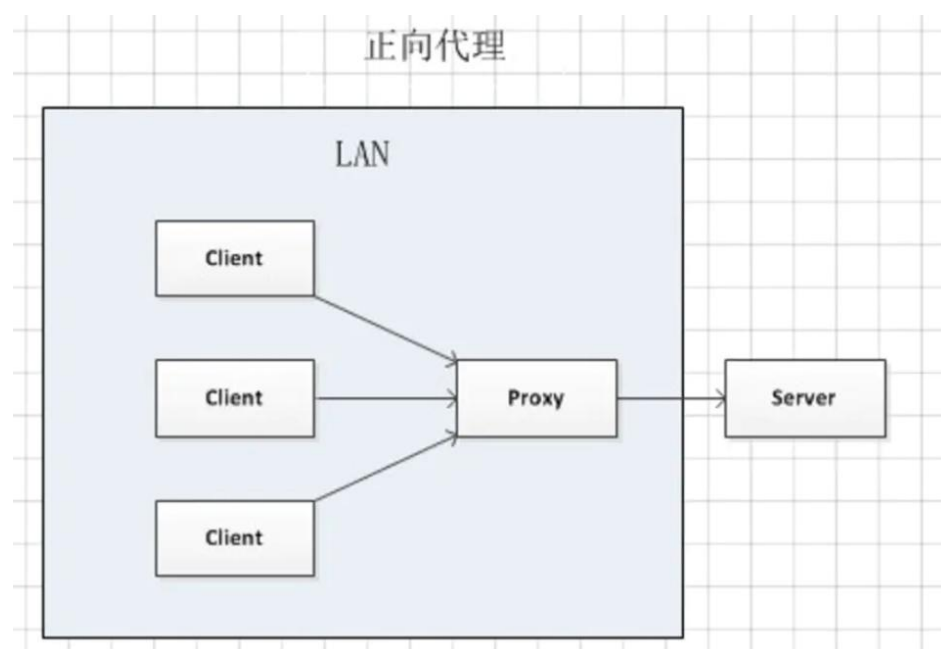 正向代理
LAN
Client
Client
Proxy
Server
Client